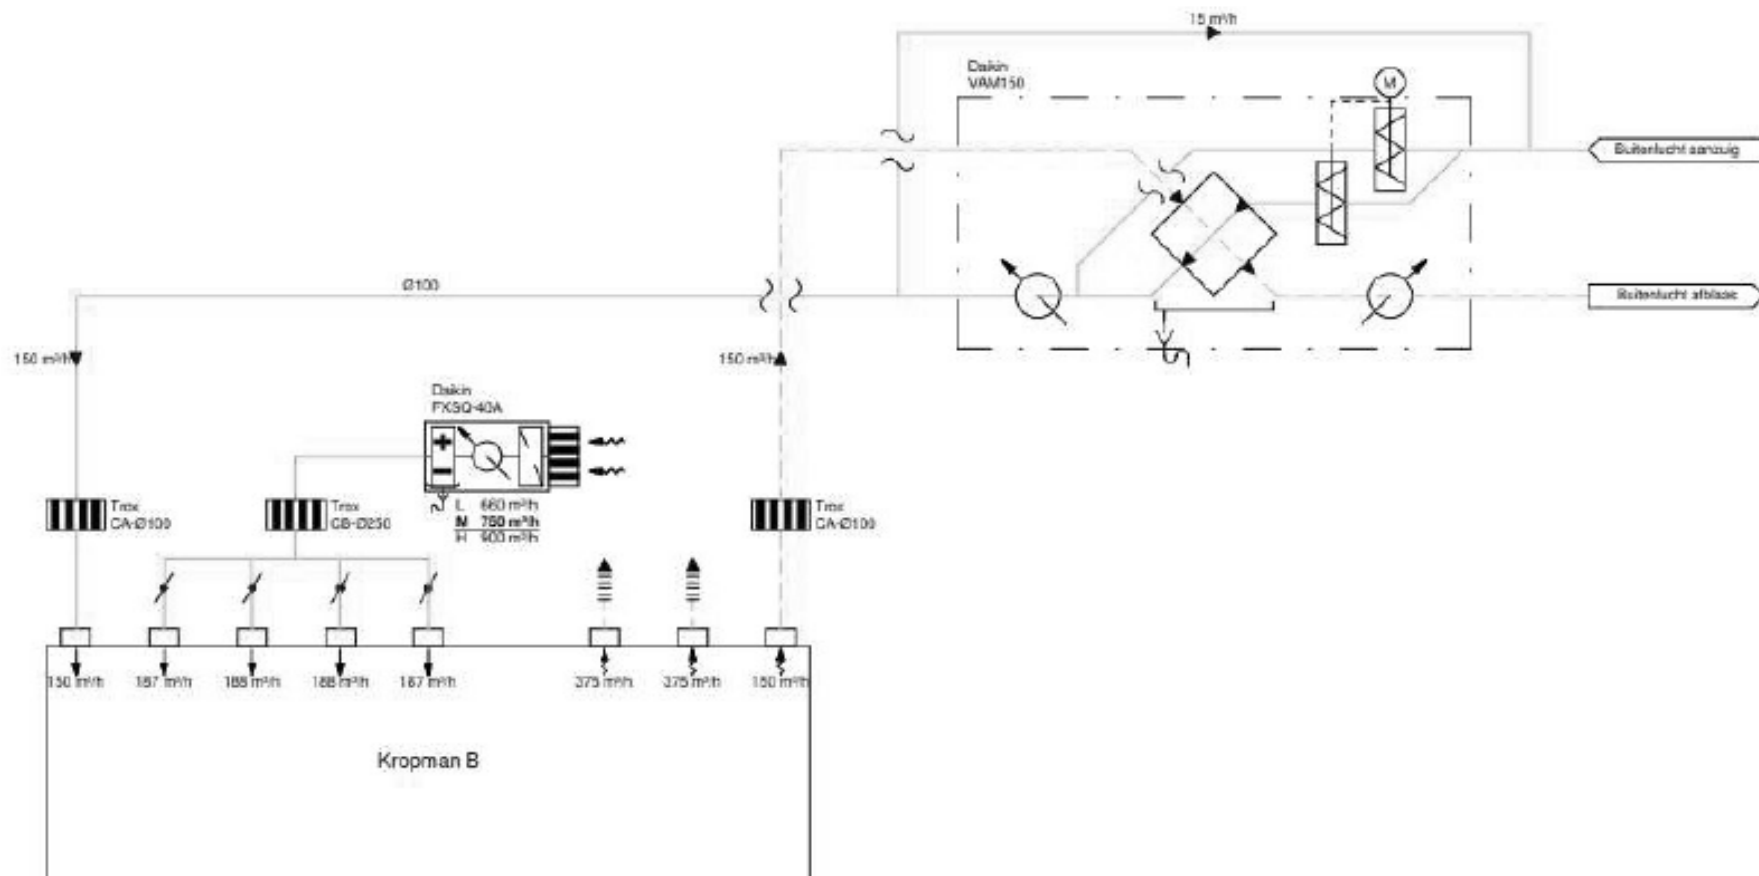 15 m³/h
Daikin
VAM150
M
Buitenlucht aanzuig
Ø100
Buitenlucht afblaas
150 m³/h
150 m³/h
Daikin
FXSQ-40A
+
−
Trox
CA-Ø100
Trox
CB-Ø250
L 660 m³/h
M 750 m³/h
H 900 m³/h
Trox
CA-Ø100
150 m³/h
187 m³/h
188 m³/h
188 m³/h
187 m³/h
375 m³/h
375 m³/h
150 m³/h
Kropman B